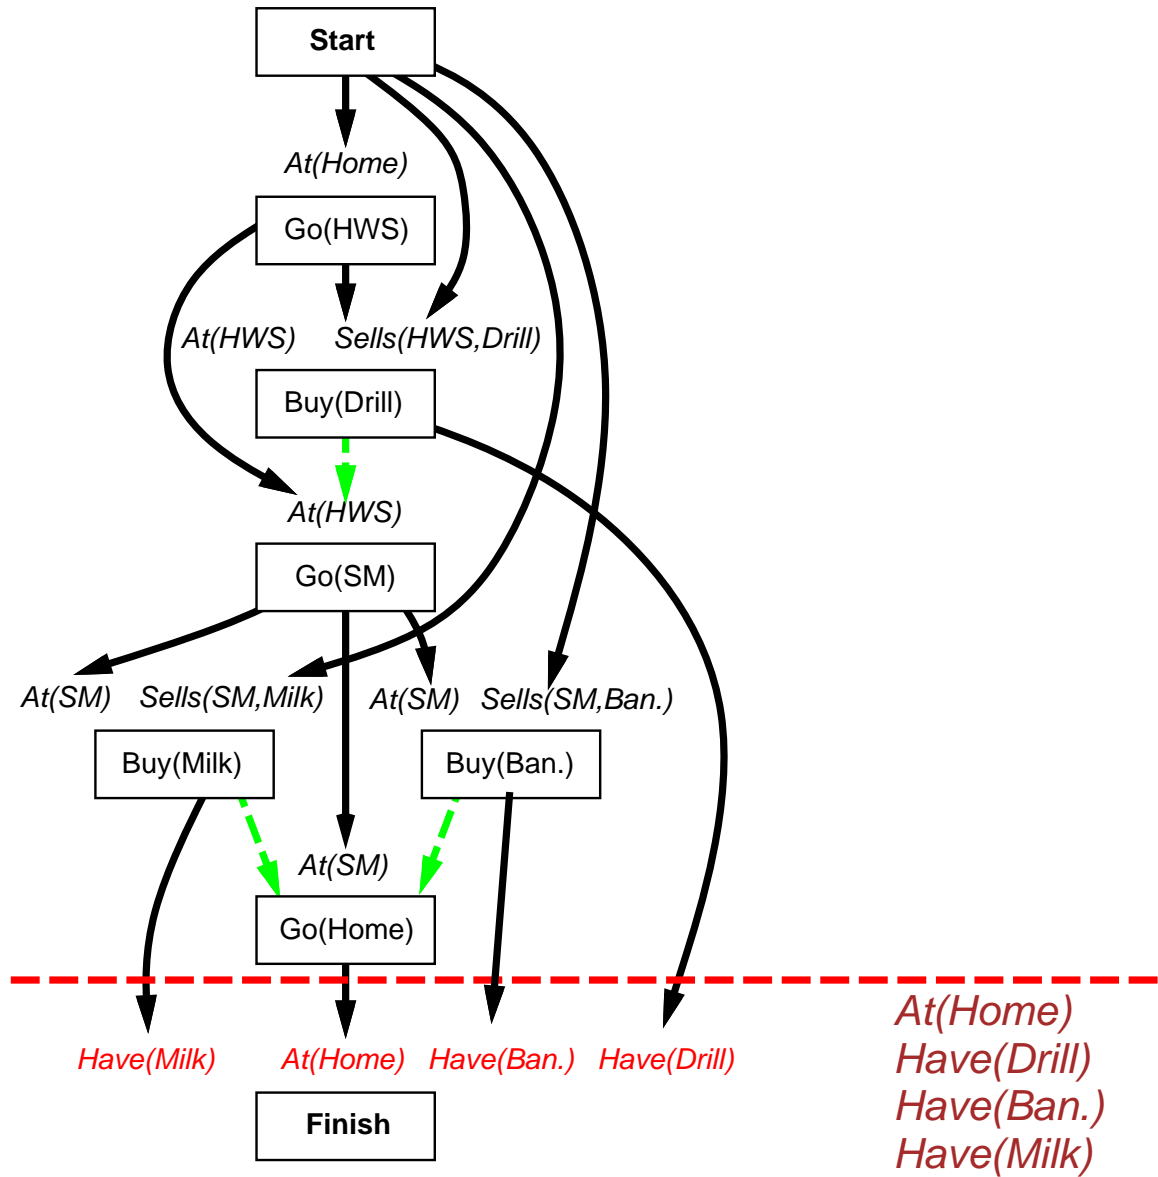 Start
At(Home)
Go(HWS)
At(HWS) Sells(HWS,Drill)
Buy(Drill)
At(HWS)
Go(SM)
At(SM) Sells(SM,Milk) At(SM) Sells(SM,Ban.)
Buy(Milk) Buy(Ban.)
At(SM)
Go(Home)
Have(Milk) At(Home) Have(Ban.) Have(Drill)
Finish
At(Home)
Have(Drill)
Have(Ban.)
Have(Milk)